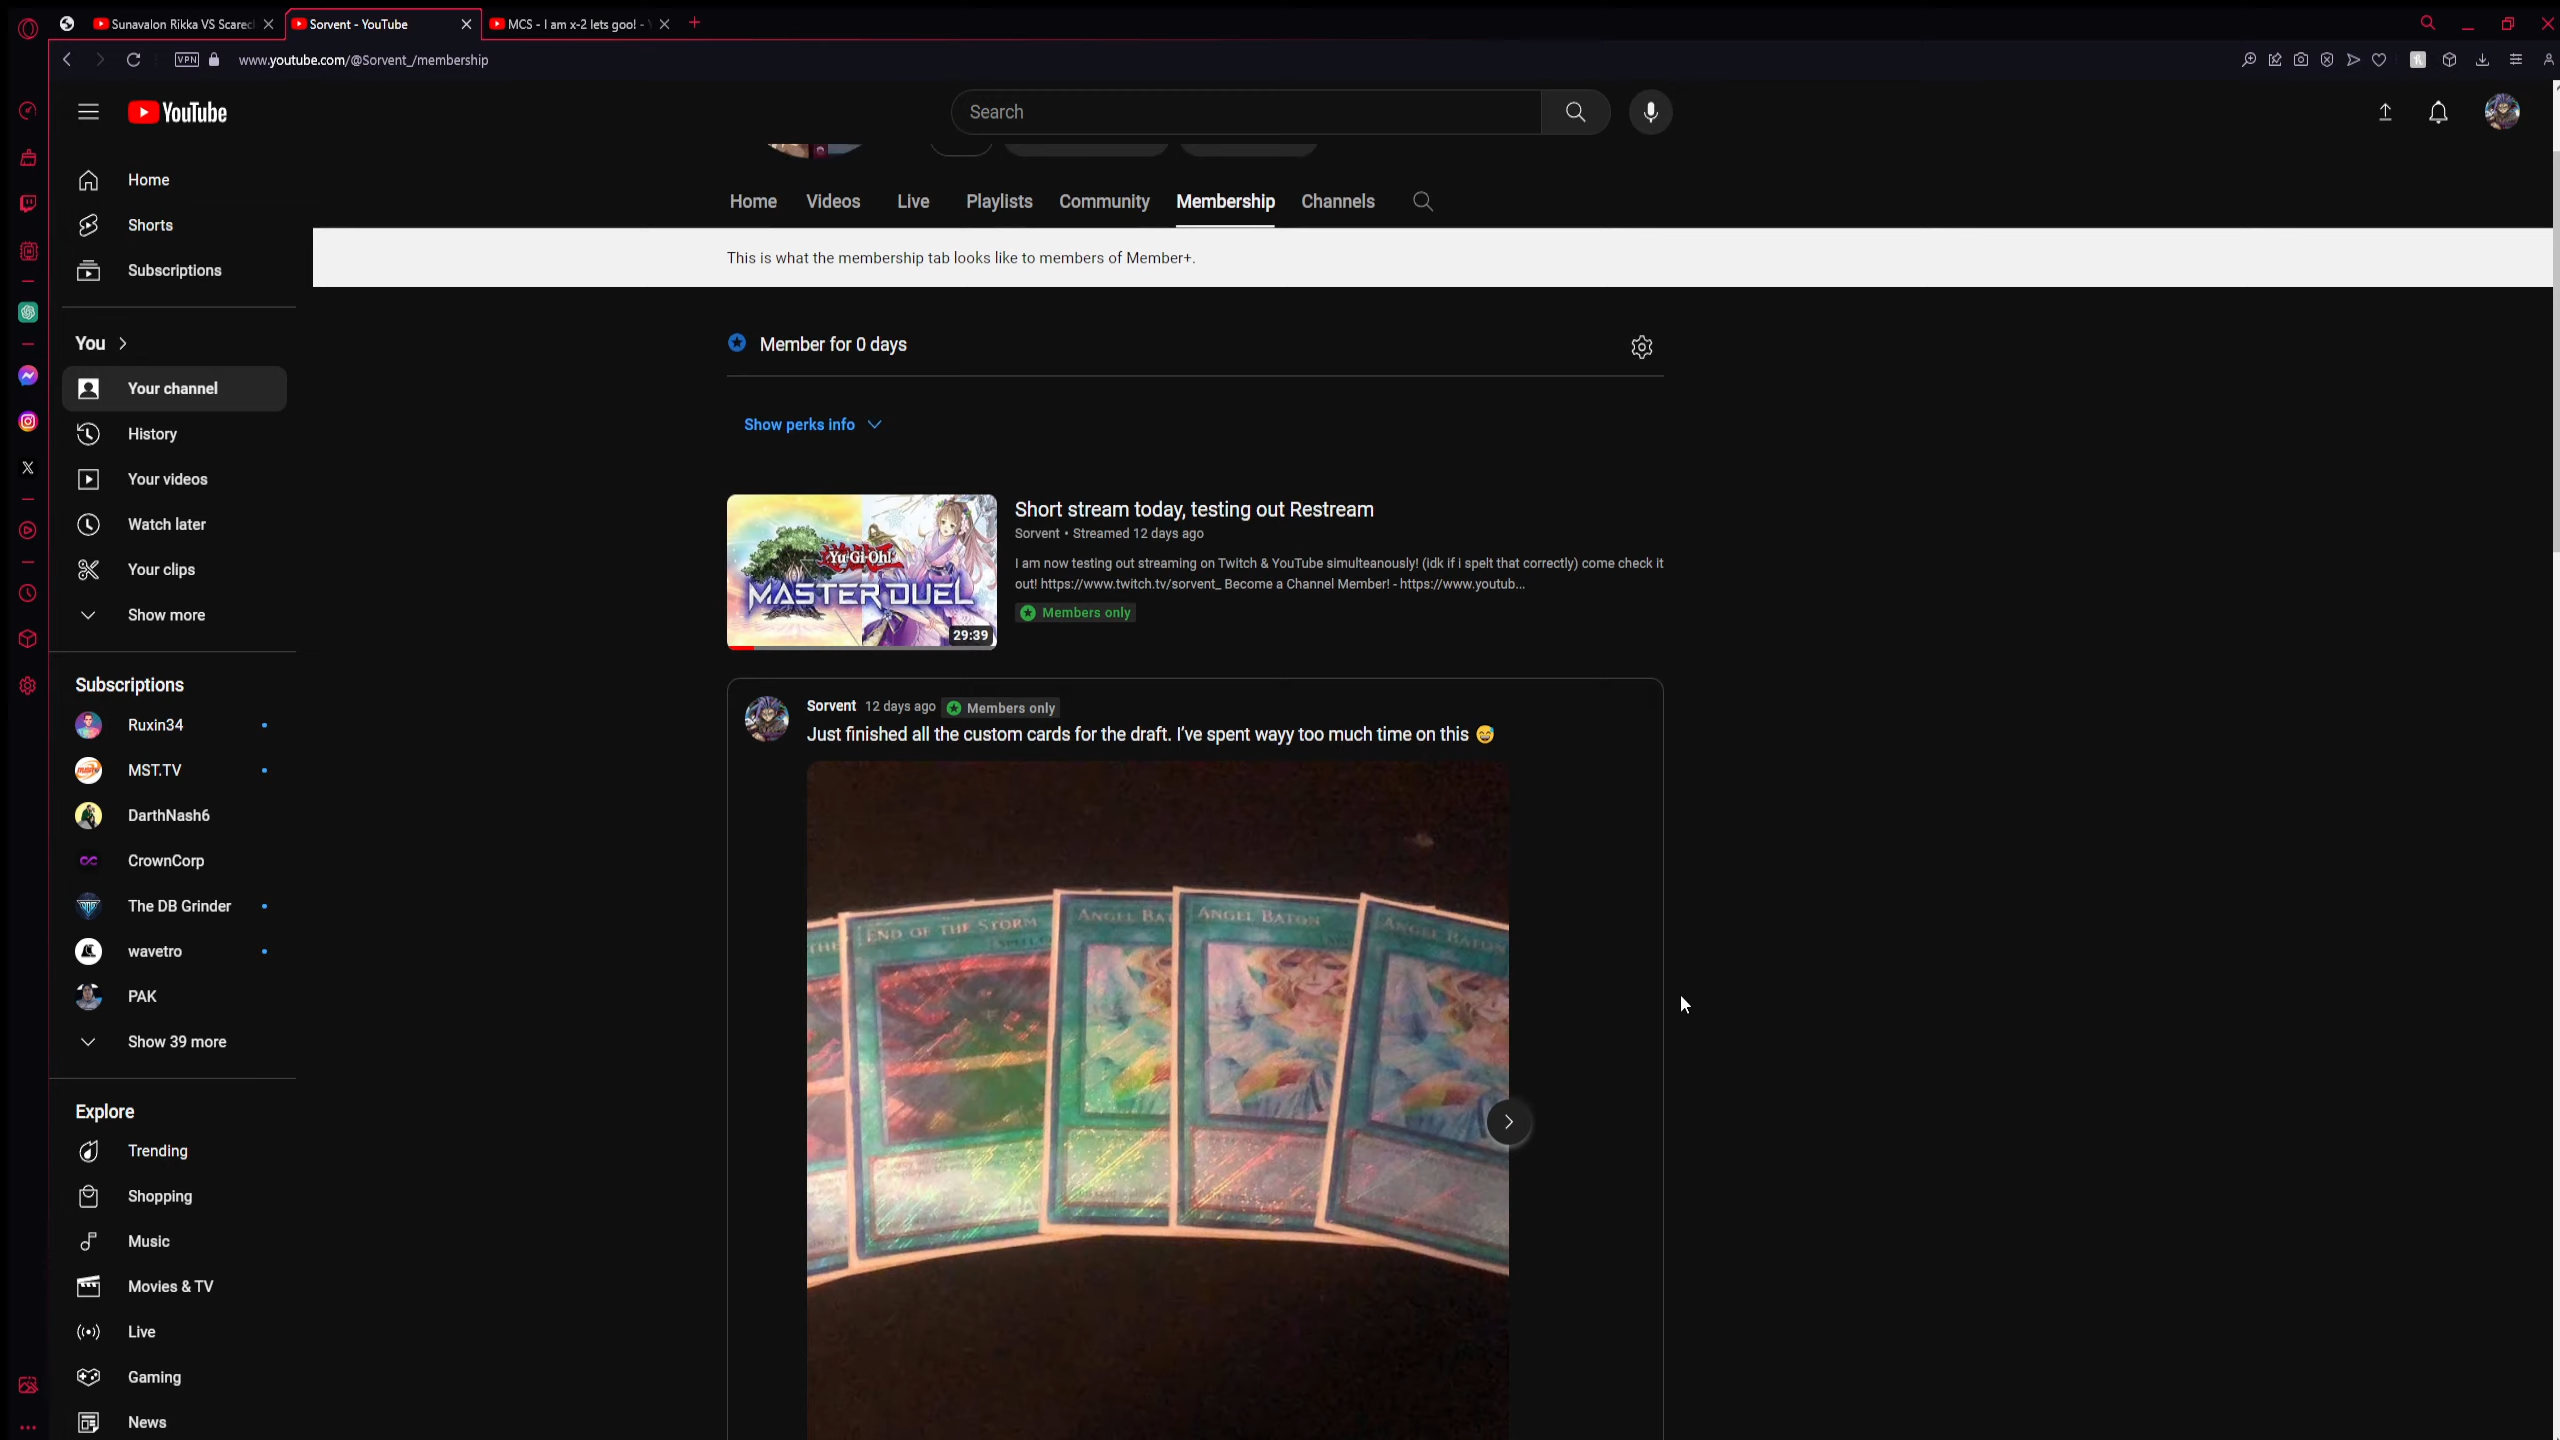 Sunavalon Rikka VS Scarec
Sorvent - YouTube
MCS - I am x-2 lets goo! -
VPN
www.youtube.com/@Sorvent_/membership
YouTube
Search
Home
Shorts
Subscriptions
You
Your channel
History
Your videos
Watch later
Your clips
Show more
Subscriptions
Ruxin34
MST.TV
DarthNash6
CrownCorp
The DB Grinder
wavetro
PAK
Show 39 more
Explore
Trending
Shopping
Music
Movies & TV
Live
Gaming
News
Home Videos Live Playlists Community Membership Channels
This is what the membership tab looks like to members of Member+.
Member for 0 days
Show perks info
Yu-Gi-Oh!
MASTER DUEL
29:39
Short stream today, testing out Restream
Sorvent • Streamed 12 days ago
I am now testing out streaming on Twitch & YouTube simulteanously! (idk if i spelt that correctly) come check it
out! https://www.twitch.tv/sorvent_ Become a Channel Member! - https://www.youtub...
Members only
Sorvent 12 days ago Members only
Just finished all the custom cards for the draft. I've spent wayy too much time on this 😅
END OF THE STORM
ANGEL BAT
ANGEL BATON
ANGEL BATON